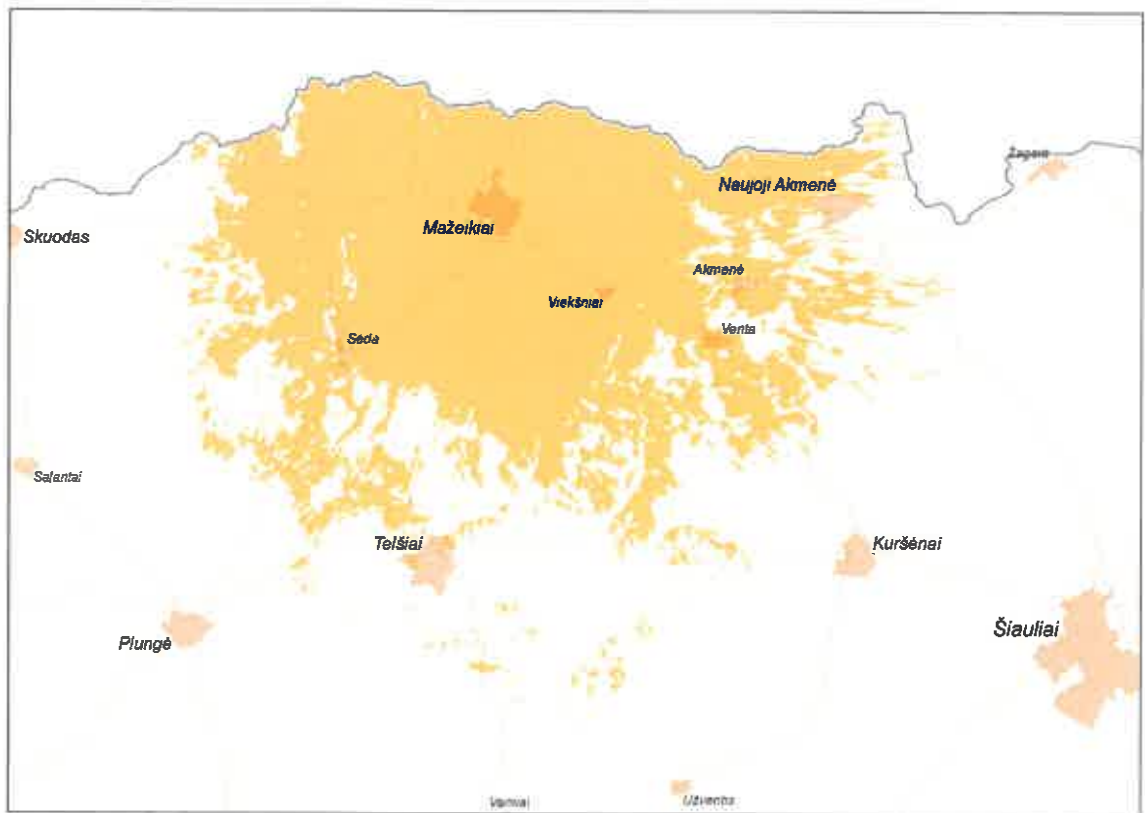 Žagarė
Naujoji Akmenė
Mažeikiai
Skuodas
Akmenė
Viekšniai
Venta
Seda
Salantai
Telšiai
Kuršėnai
Šiauliai
Plungė
Varniai
Užventis